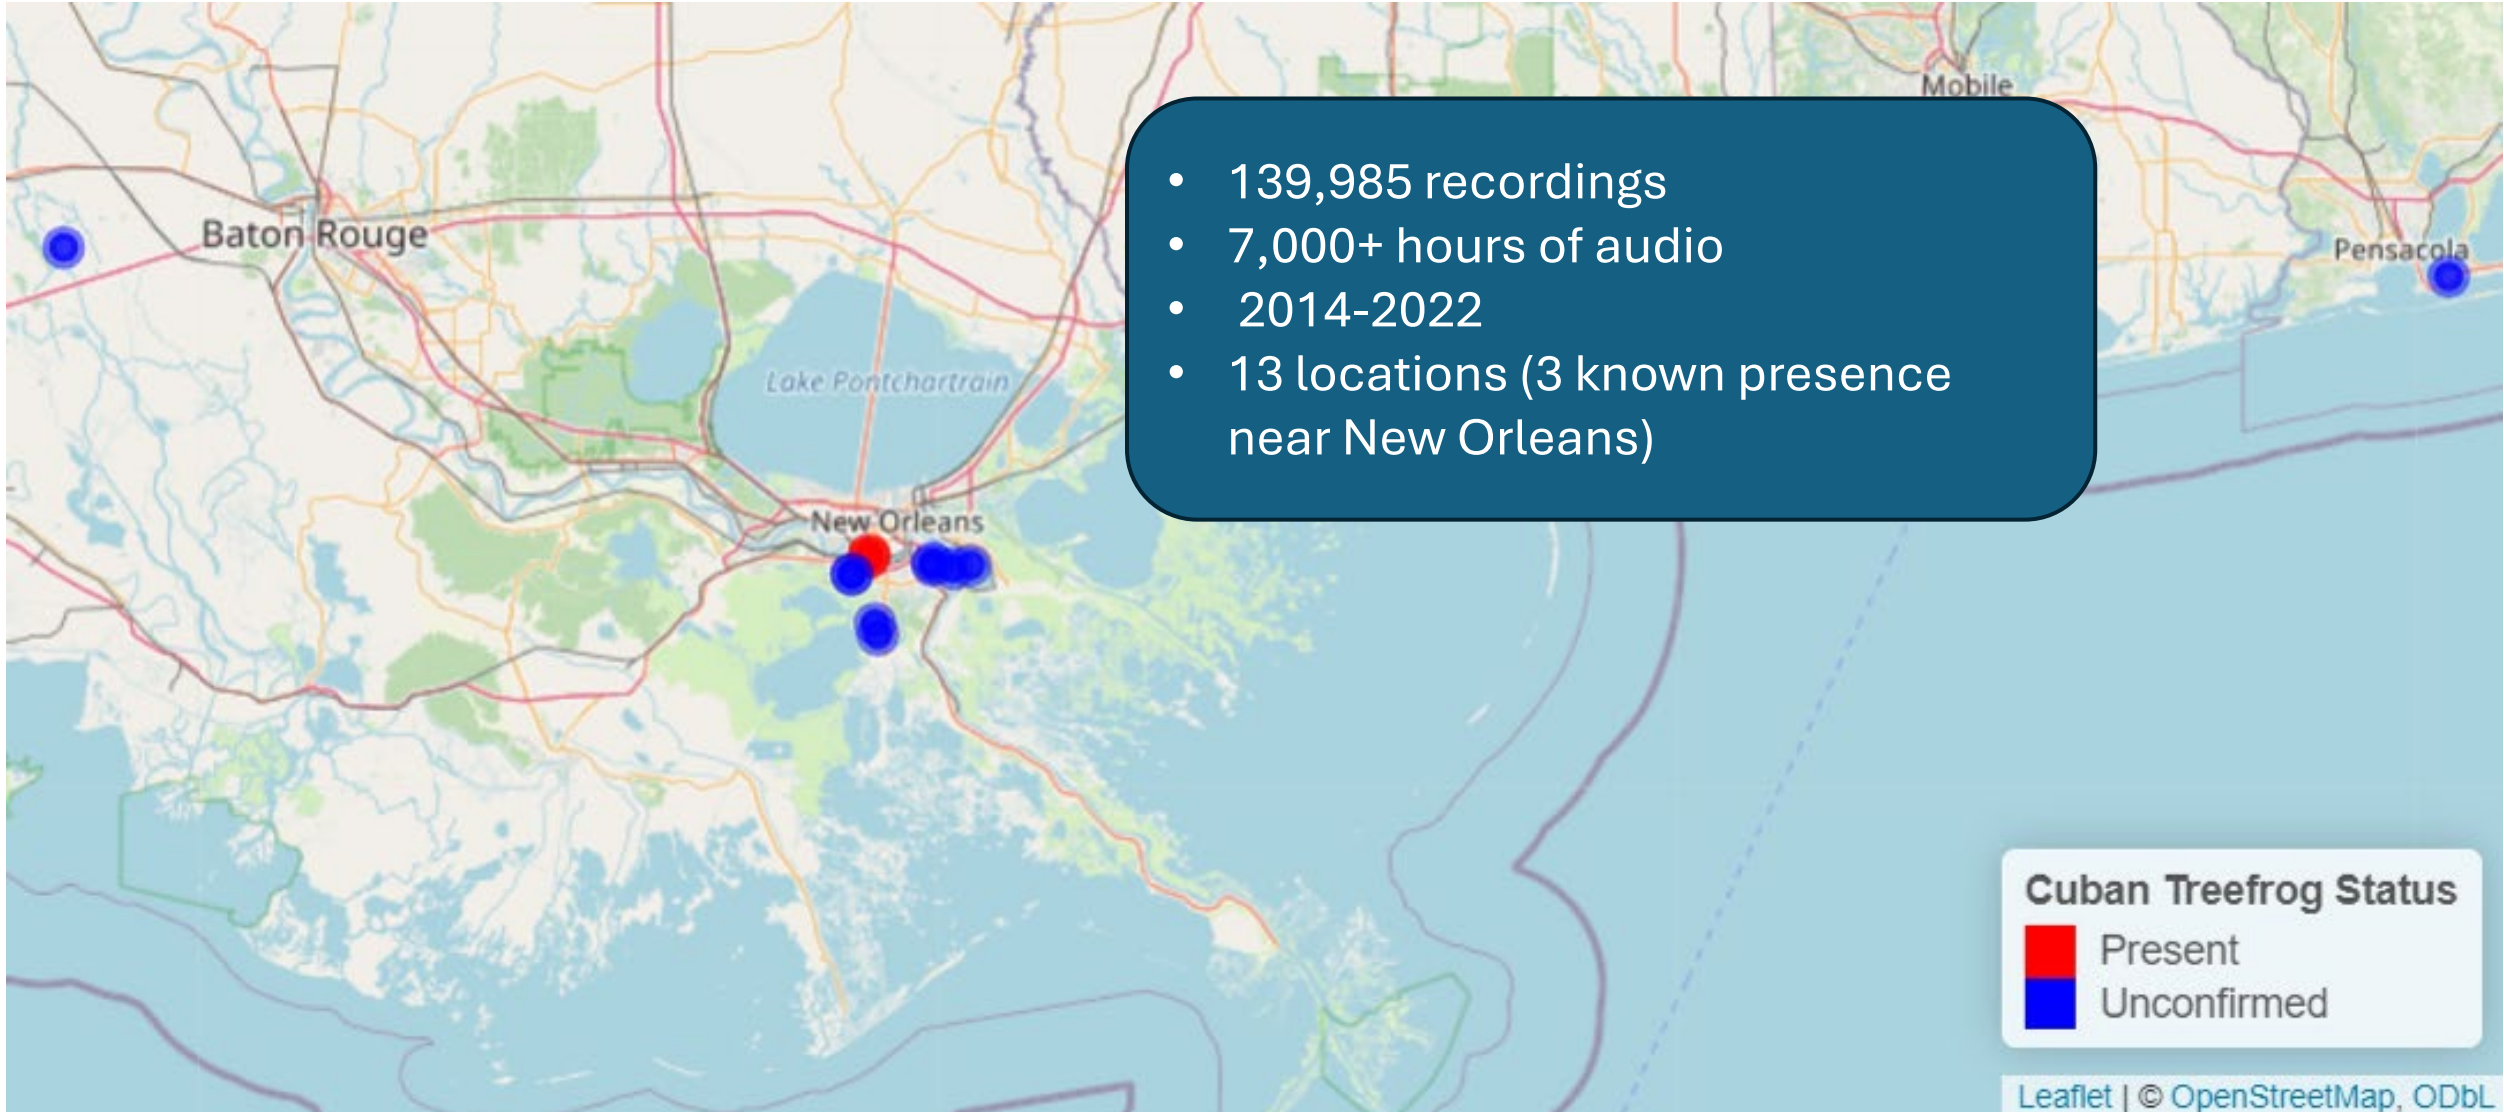 Mobile
• 139,985 recordings
• 7,000+ hours of audio
• 2014-2022
• 13 locations (3 known presence
near New Orleans)
Baton Rouge
Pensacola
Lake Pontchartrain
New Orleans
Cuban Treefrog Status
Present
Unconfirmed
Leaflet | © OpenStreetMap, ODbL